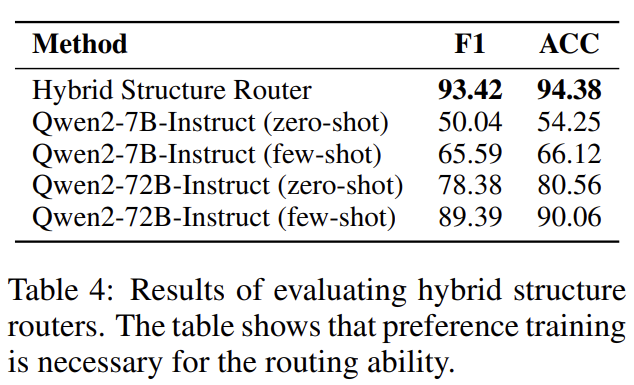 Method F1 ACC
Hybrid Structure Router 93.42 94.38
Qwen2-7B-Instruct (zero-shot) 50.04 54.25
Qwen2-7B-Instruct (few-shot) 65.59 66.12
Qwen2-72B-Instruct (zero-shot) 78.38 80.56
Qwen2-72B-Instruct (few-shot) 89.39 90.06
Table 4: Results of evaluating hybrid structure
routers. The table shows that preference training
is necessary for the routing ability.